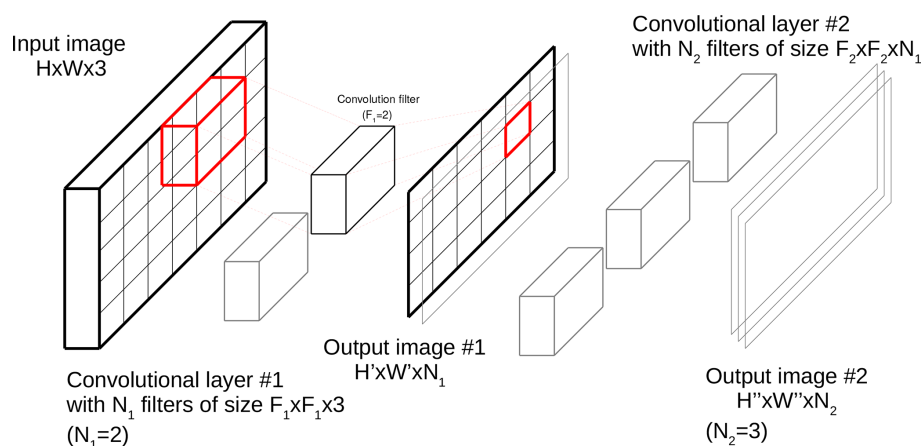 Input image
HxWx3
Convolution filter
(F₁=2)
Convolutional layer #1
with N₁ filters of size F₁xF₁x3
(N₁=2)
Output image #1
H'xW'xN₁
Convolutional layer #2
with N₂ filters of size F₂xF₂xN₁
Output image #2
H''xW''xN₂
(N₂=3)